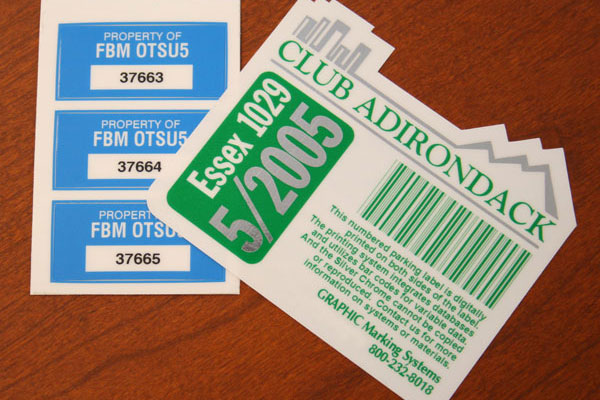 PROPERTY OF
FBM OTSU5
37663
PROPERTY OF
FBM OTSU5
37664
PROPERTY OF
FBM OTSU5
37665
CLUB ADIRONDACK
Essex 1029
5/2005
This numbered parking label is digitally
printed on both sides of the label.
The printing system integrates databases
and utilizes bar codes for variable data.
And the Silver Chrome cannot be copied
or reproduced. Contact us for more
information on systems or materials.
GRAPHIC Marking Systems
800-232-8018